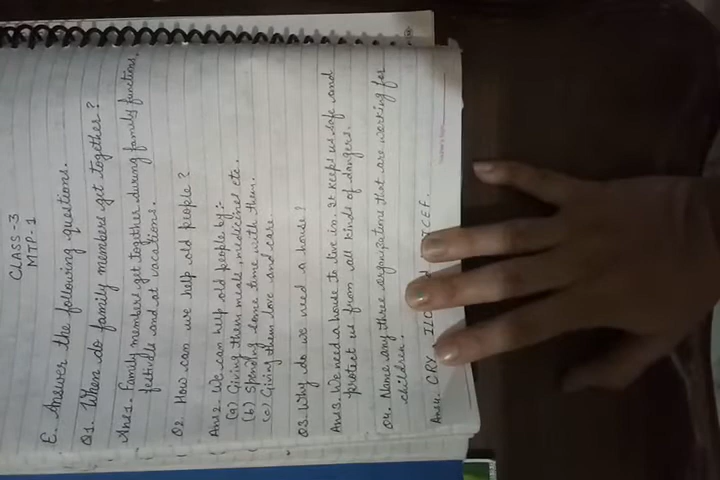 CLASS-3
MTP-1
E. Answer the following questions.
Q1. When do family members get together?
Ans1. Family members get together during family functions,
festivals and at vacations.
Q2. How can we help old people?
Ans2. We can help old people by:-
(a) Giving them meals, medicines etc.
(b) Spending some time with them.
(c) Giving them love and care.
Q3. Why do we need a house?
Ans3. We need a house to live in. It keeps us safe and
protect us from all kinds of dangers.
Q4. Name any three organizations that are working for
children.
Ans4. CRY, ILO CEF.